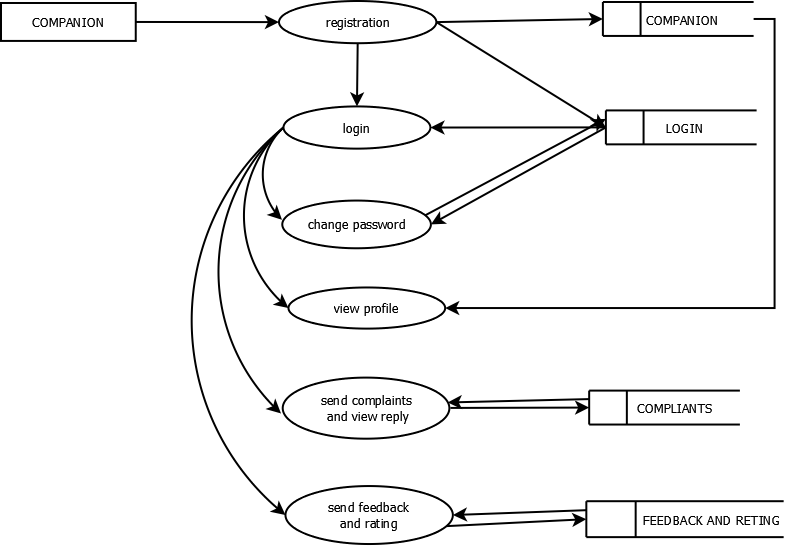 COMPANION
registration
COMPANION
login
LOGIN
change password
view profile
send complaints
and view reply
COMPLIANTS
send feedback
and rating
FEEDBACK AND RETING